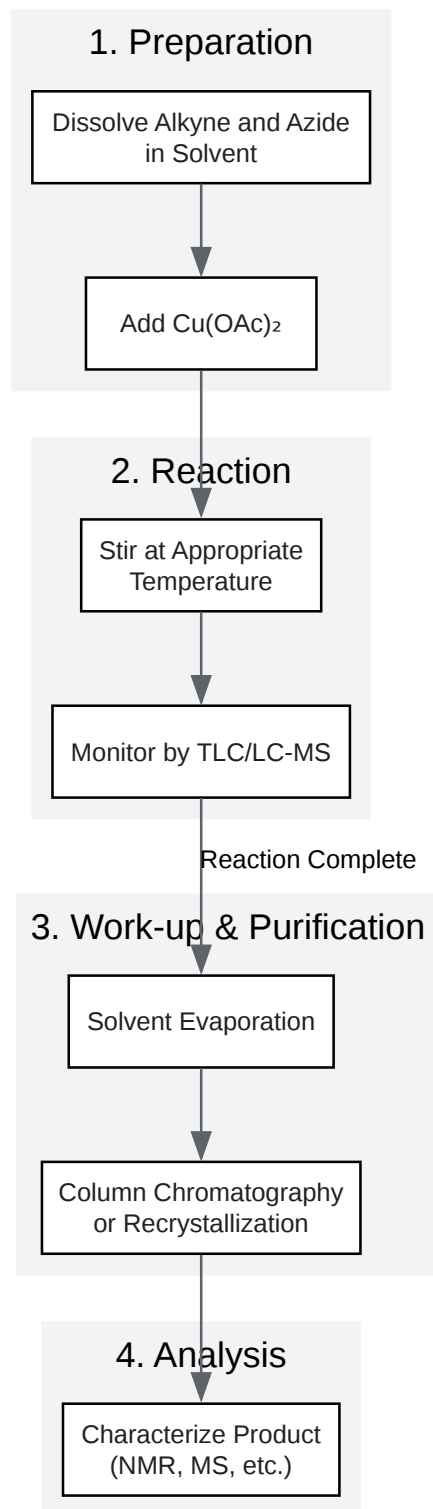 1. Preparation
Dissolve Alkyne and Azide
in Solvent
Add Cu(OAc)₂
2. Reaction
Stir at Appropriate
Temperature
Monitor by TLC/LC-MS
Reaction Complete
3. Work-up & Purification
Solvent Evaporation
Column Chromatography
or Recrystallization
4. Analysis
Characterize Product
(NMR, MS, etc.)